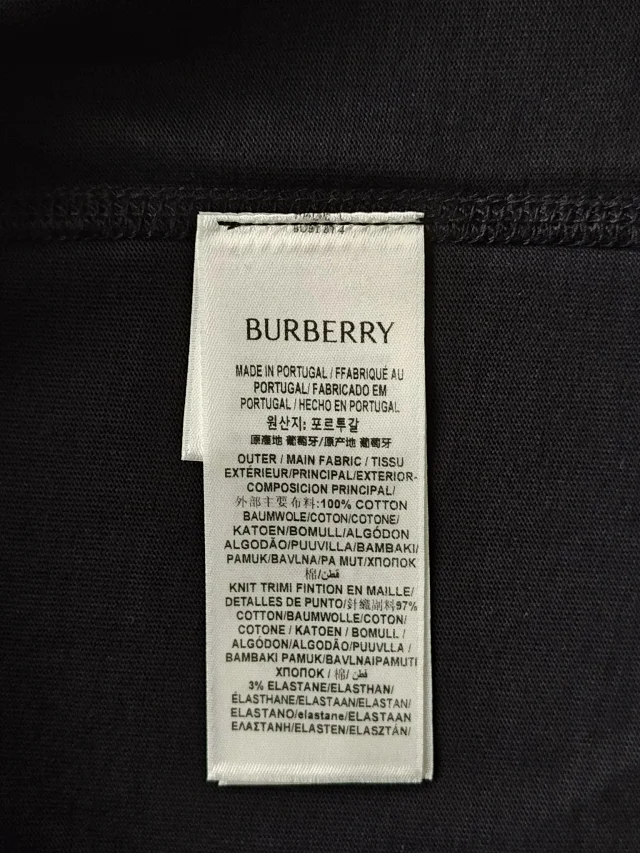 BURBERRY
MADE IN PORTUGAL / FFABRIQUÉ AU
PORTUGAL/ FABRICADO EM
PORTUGAL / HECHO EN PORTUGAL
원산지: 포르투갈
原產地 葡萄牙/原产地 葡萄牙
OUTER / MAIN FABRIC / TISSU
EXTÉRIEUR/PRINCIPAL/EXTERIOR-
COMPOSICION PRINCIPAL/
外部主要布料:100% COTTON
BAUMWOLE/COTON/COTONE/
KATOEN/BOMULL/ALGÓDON
ALGODÃO/PUUVILLA/BAMBAKI/
PAMUK/BAVLNA/PA MUT/ХПОПОК
棉/قطن
KNIT TRIMI FINTION EN MAILLE/
DETALLES DE PUNTO/針織副料97%
COTTON/BAUMWOLLE/COTON/
COTONE / KATOEN / BOMULL /
ALGÓDON/ALGODÃO/PUUVLLA /
BAMBAKI PAMUK/BAVLNAIPAMUTI
ХПОПОК / 棉/ قطن
3% ELASTANE/ELASTHAN/
ÉLASTHANE/ELASTAAN/ELASTAN/
ELASTANO/elastane/ELASTAAN
ΕΛΑΣΤΑΝΗ/ELASTEN/ELASZTÁN/